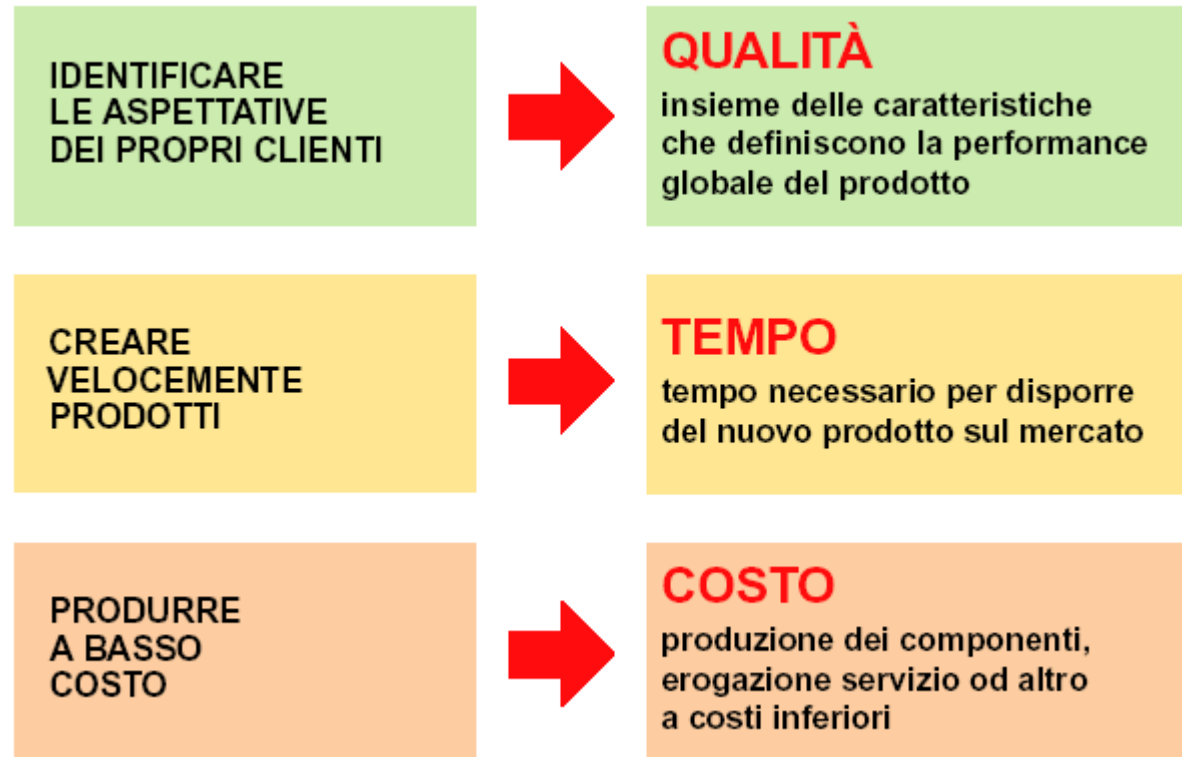 IDENTIFICARE
LE ASPETTATIVE
DEI PROPRI CLIENTI
QUALITÀ
insieme delle caratteristiche
che definiscono la performance
globale del prodotto
CREARE
VELOCEMENTE
PRODOTTI
TEMPO
tempo necessario per disporre
del nuovo prodotto sul mercato
PRODURRE
A BASSO
COSTO
COSTO
produzione dei componenti,
erogazione servizio od altro
a costi inferiori